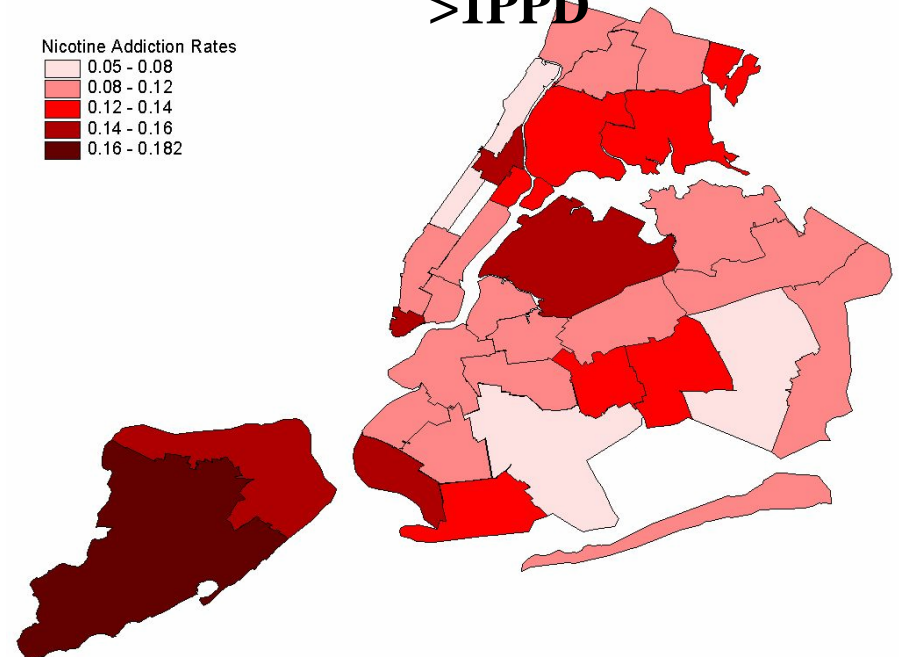 >1PPD
Nicotine Addiction Rates
0.05 - 0.08
0.08 - 0.12
0.12 - 0.14
0.14 - 0.16
0.16 - 0.182